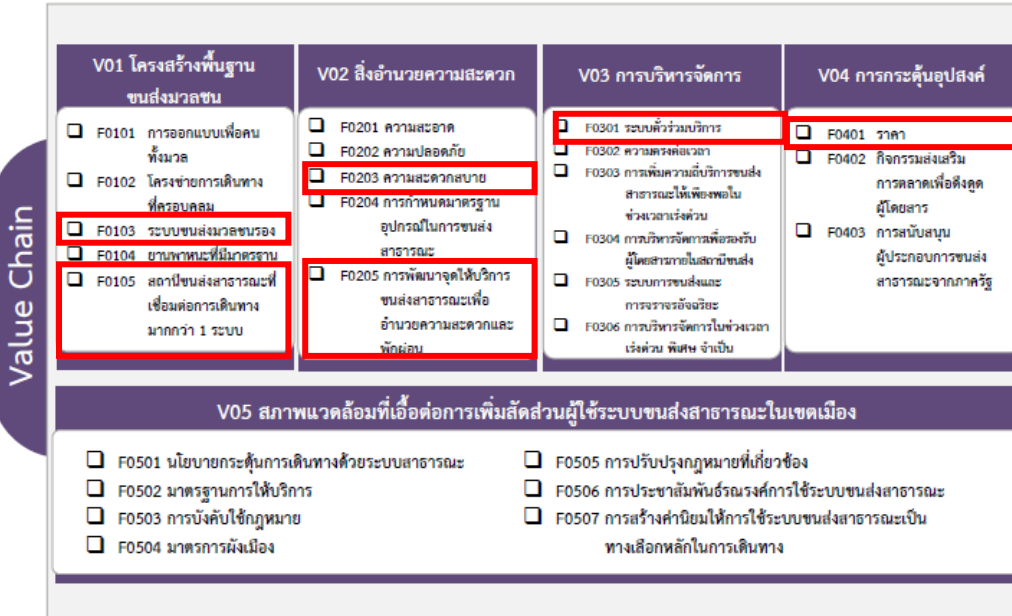 Value Chain
V01 โครงสร้างพื้นฐาน
ขนส่งมวลชน
F0101 การออกแบบเพื่อคน
ทั้งมวล
F0102 โครงข่ายการเดินทาง
ที่ครอบคลุม
F0103 ระบบขนส่งมวลชนรอง
F0104 ยานพาหนะที่มีมาตรฐาน
F0105 สถานีขนส่งสาธารณะที่
เชื่อมต่อการเดินทาง
มากกว่า 1 ระบบ
V02 สิ่งอำนวยความสะดวก
F0201 ความสะอาด
F0202 ความปลอดภัย
F0203 ความสะดวกสบาย
F0204 การกำหนดมาตรฐาน
อุปกรณ์ในการขนส่ง
สาธารณะ
F0205 การพัฒนาจุดให้บริการ
ขนส่งสาธารณะเพื่อ
อำนวยความสะดวกและ
พักผ่อน
V03 การบริหารจัดการ
F0301 ระบบตั๋วร่วมบริการ
F0302 ความตรงต่อเวลา
F0303 การเพิ่มความถี่บริการขนส่ง
สาธารณะให้เพียงพอใน
ช่วงเวลาเร่งด่วน
F0304 การบริหารจัดการเพื่อรองรับ
ผู้โดยสารภายในสถานีขนส่ง
F0305 ระบบการขนส่งและ
การจราจรอัจฉริยะ
F0306 การบริหารจัดการในช่วงเวลา
เร่งด่วน พิเศษ จำเป็น
V04 การกระตุ้นอุปสงค์
F0401 ราคา
F0402 กิจกรรมส่งเสริม
การตลาดเพื่อดึงดูด
ผู้โดยสาร
F0403 การสนับสนุน
ผู้ประกอบการขนส่ง
สาธารณะจากภาครัฐ
V05 สภาพแวดล้อมที่เอื้อต่อการเพิ่มสัดส่วนผู้ใช้ระบบขนส่งสาธารณะในเขตเมือง
F0501 นโยบายกระตุ้นการเดินทางด้วยระบบสาธารณะ
F0502 มาตรฐานการให้บริการ
F0503 การบังคับใช้กฎหมาย
F0504 มาตรการผังเมือง
F0505 การปรับปรุงกฎหมายที่เกี่ยวข้อง
F0506 การประชาสัมพันธ์รณรงค์การใช้ระบบขนส่งสาธารณะ
F0507 การสร้างค่านิยมให้การใช้ระบบขนส่งสาธารณะเป็น
ทางเลือกหลักในการเดินทาง